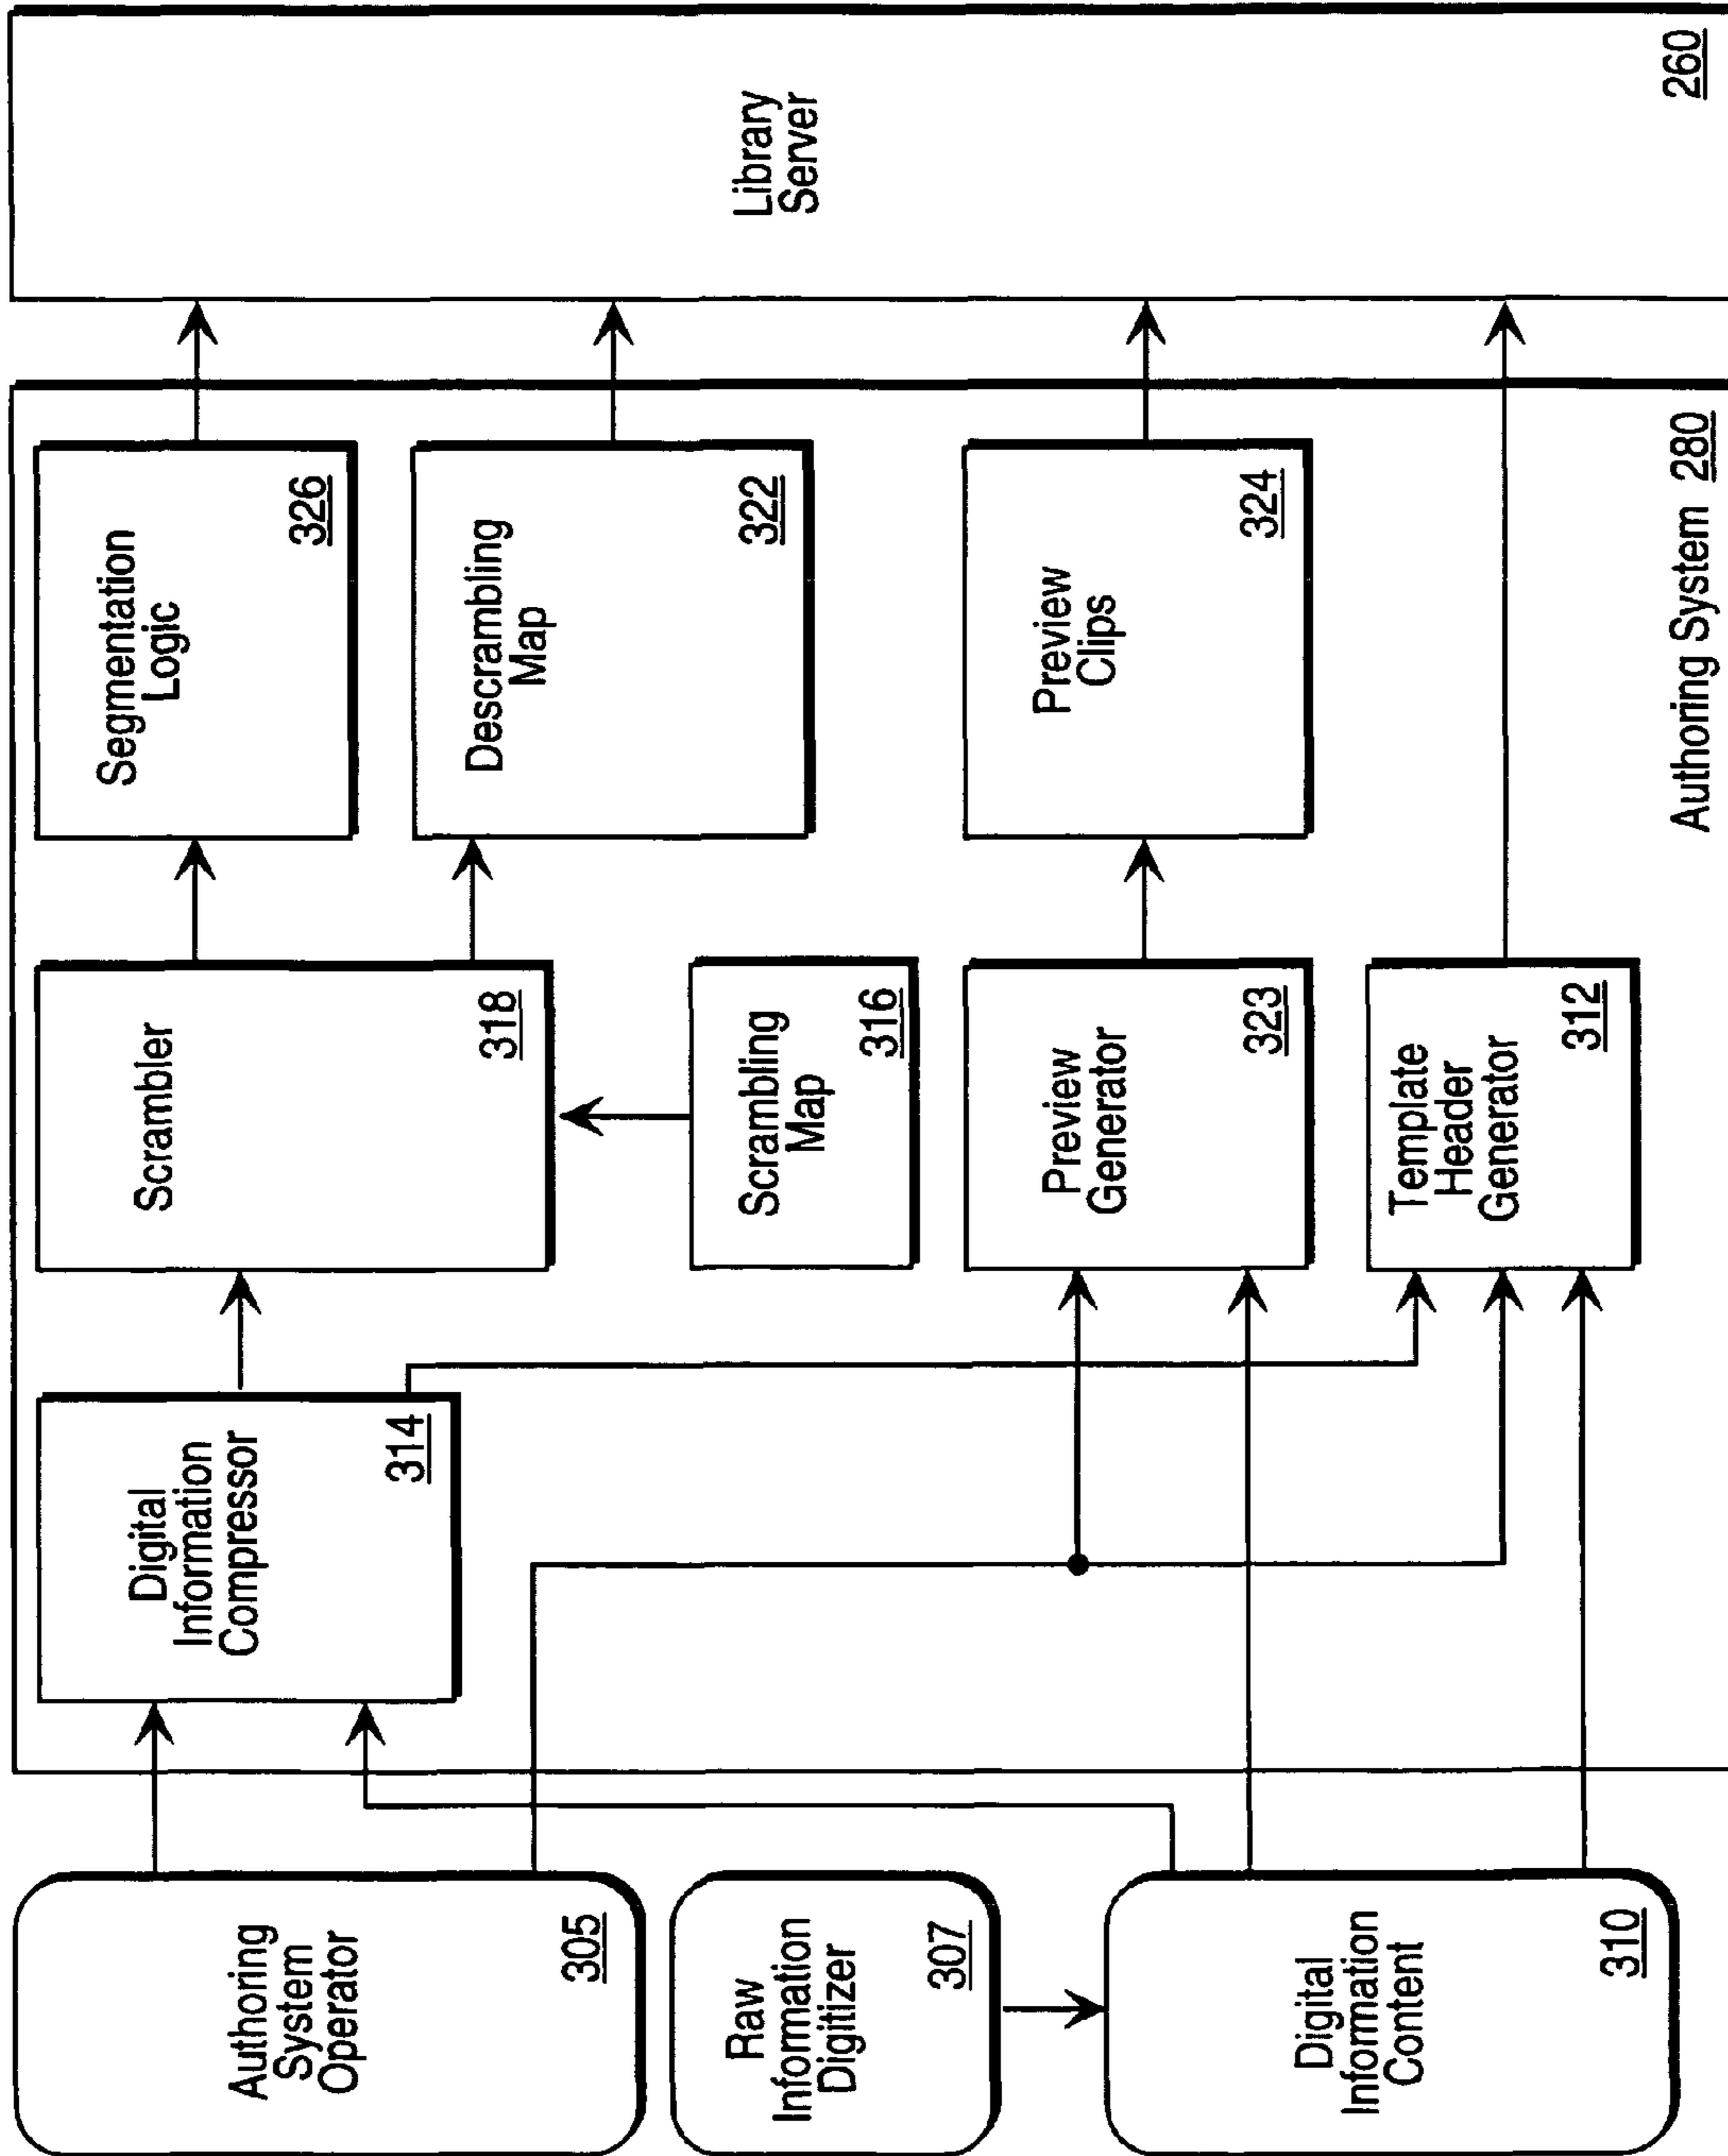 Authoring
System
Operator
305
Raw
Information
Digitizer
307
Digital
Information
Content
310
Digital
Information
Compressor
314
Scrambler
318
Scrambling
Map
316
Preview
Generator
323
Template
Header
Generator
312
Segmentation
Logic
326
Descrambling
Map
322
Preview
Clips
324
Authoring System 280
Library
Server
260